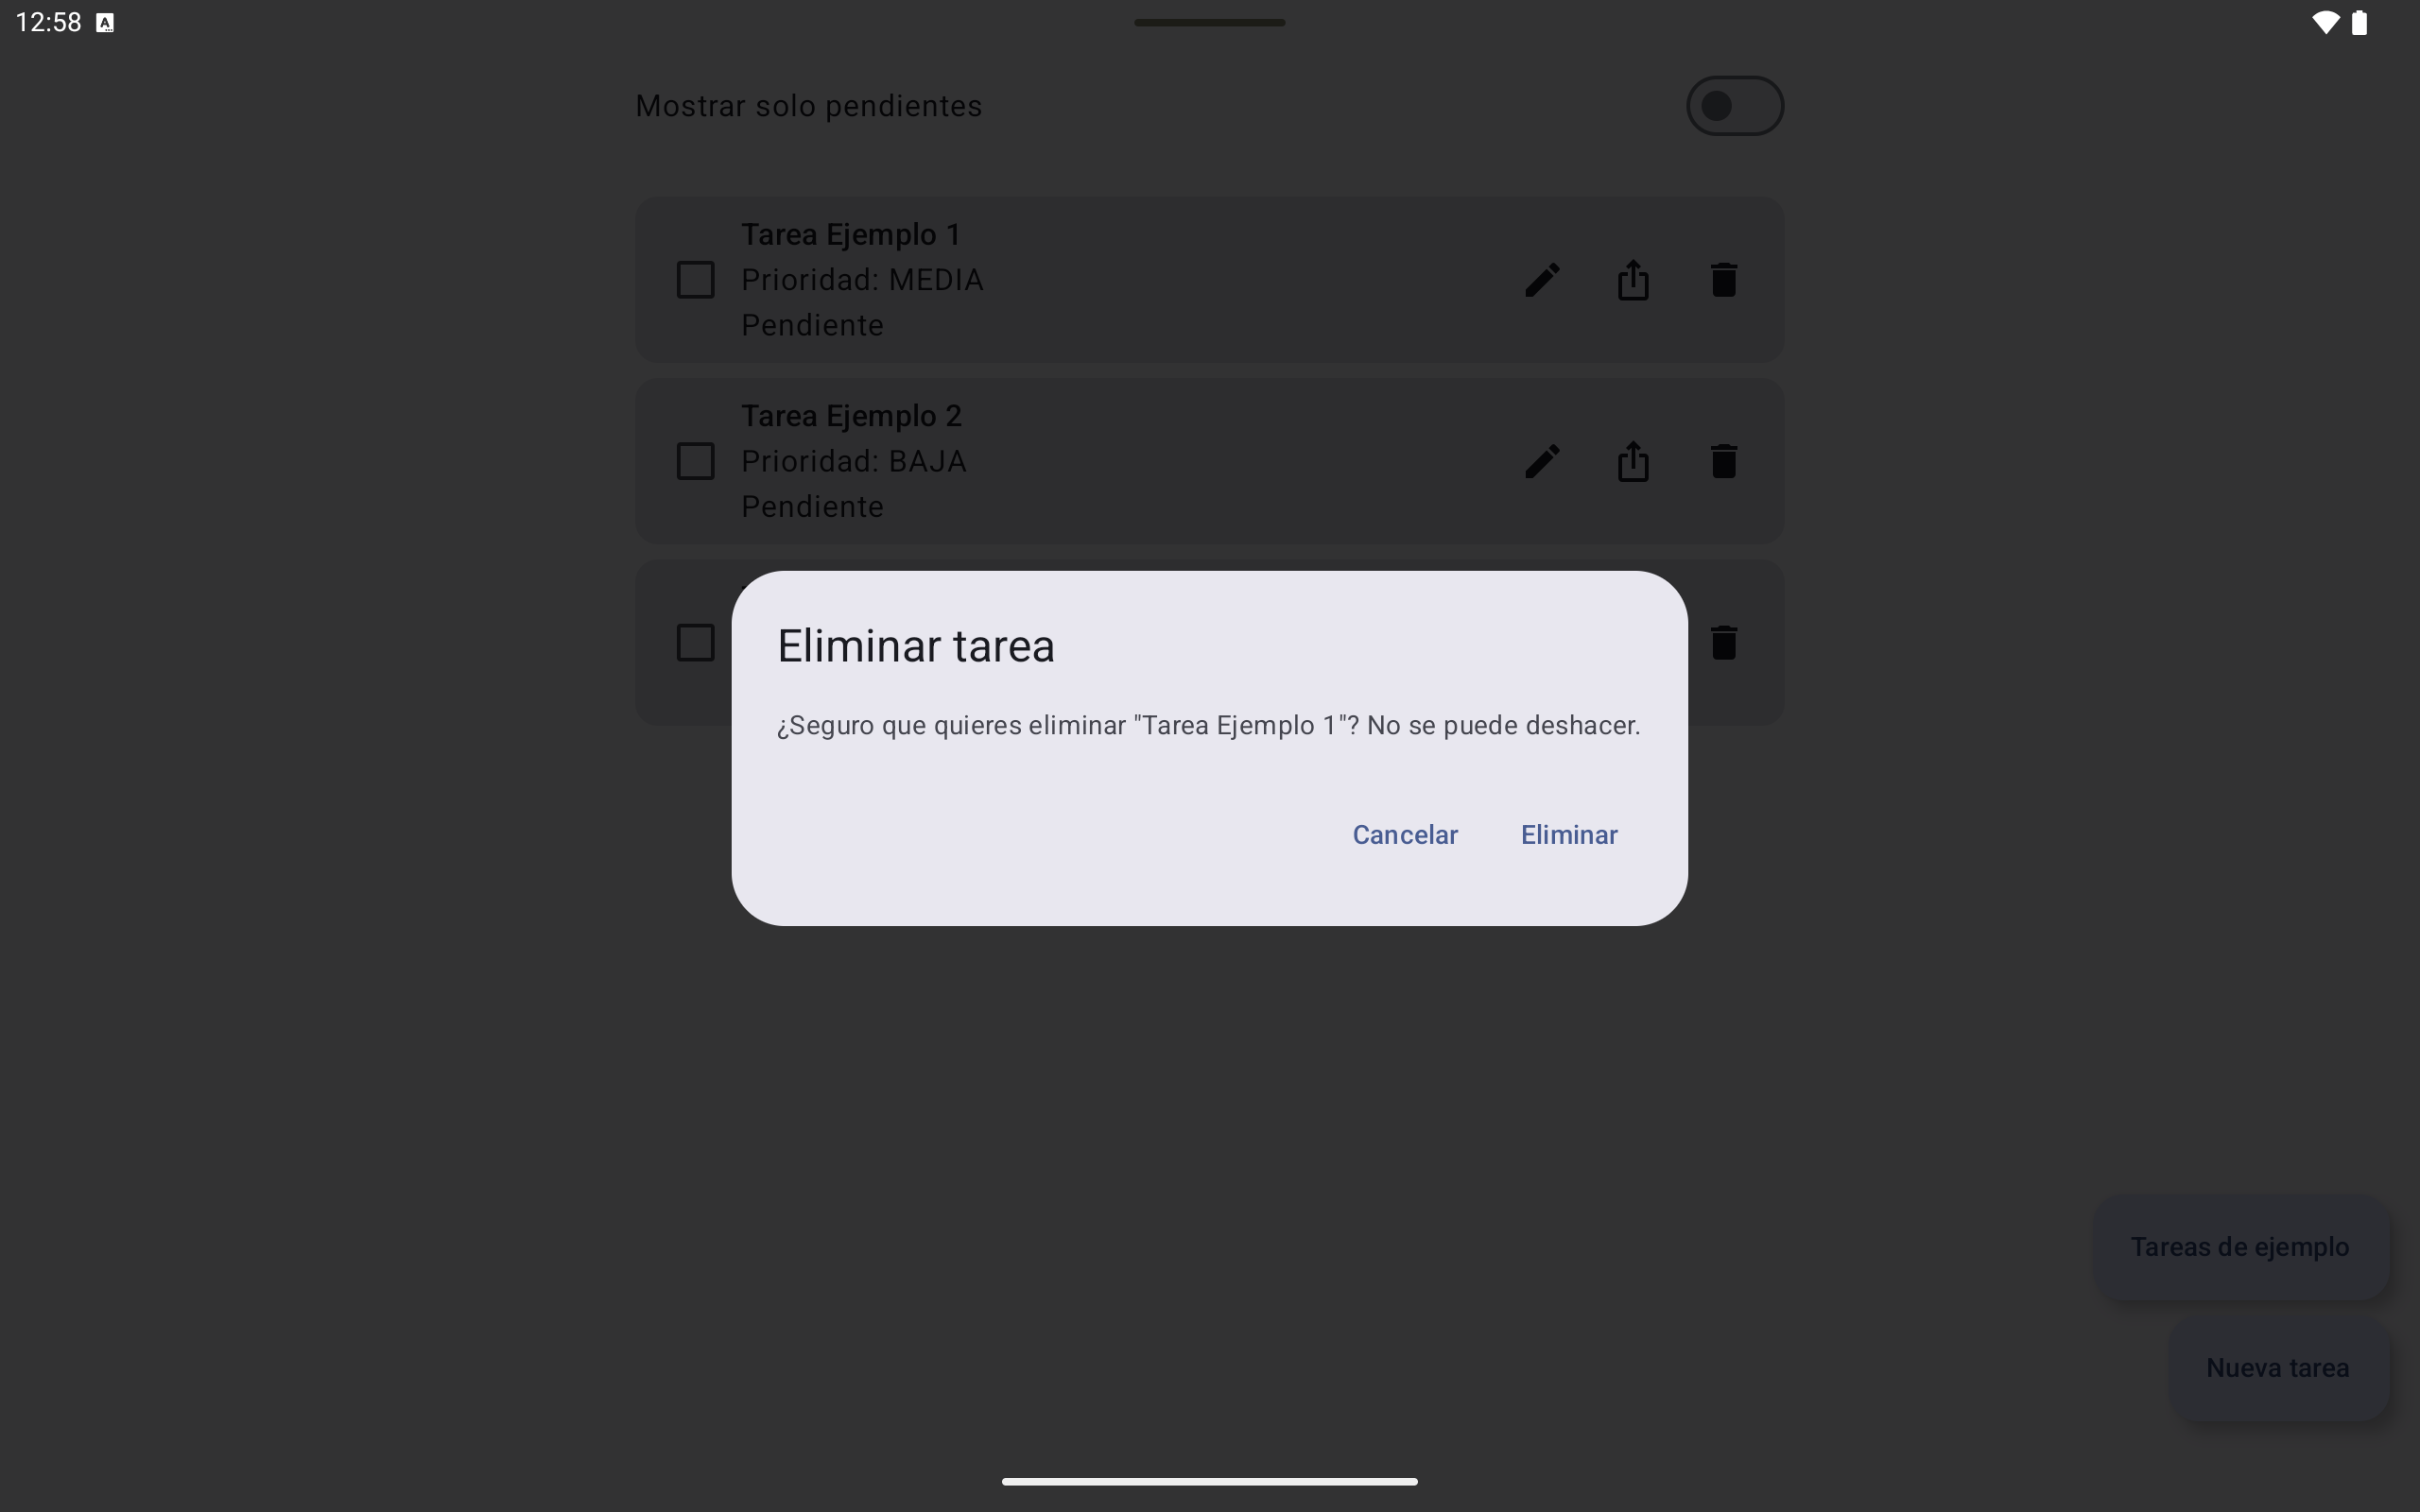 12:58
Mostrar solo pendientes
Tarea Ejemplo 1
Prioridad: MEDIA
Pendiente
Tarea Ejemplo 2
Prioridad: BAJA
Pendiente
Eliminar tarea
¿Seguro que quieres eliminar "Tarea Ejemplo 1"? No se puede deshacer.
Cancelar
Eliminar
Tareas de ejemplo
Nueva tarea